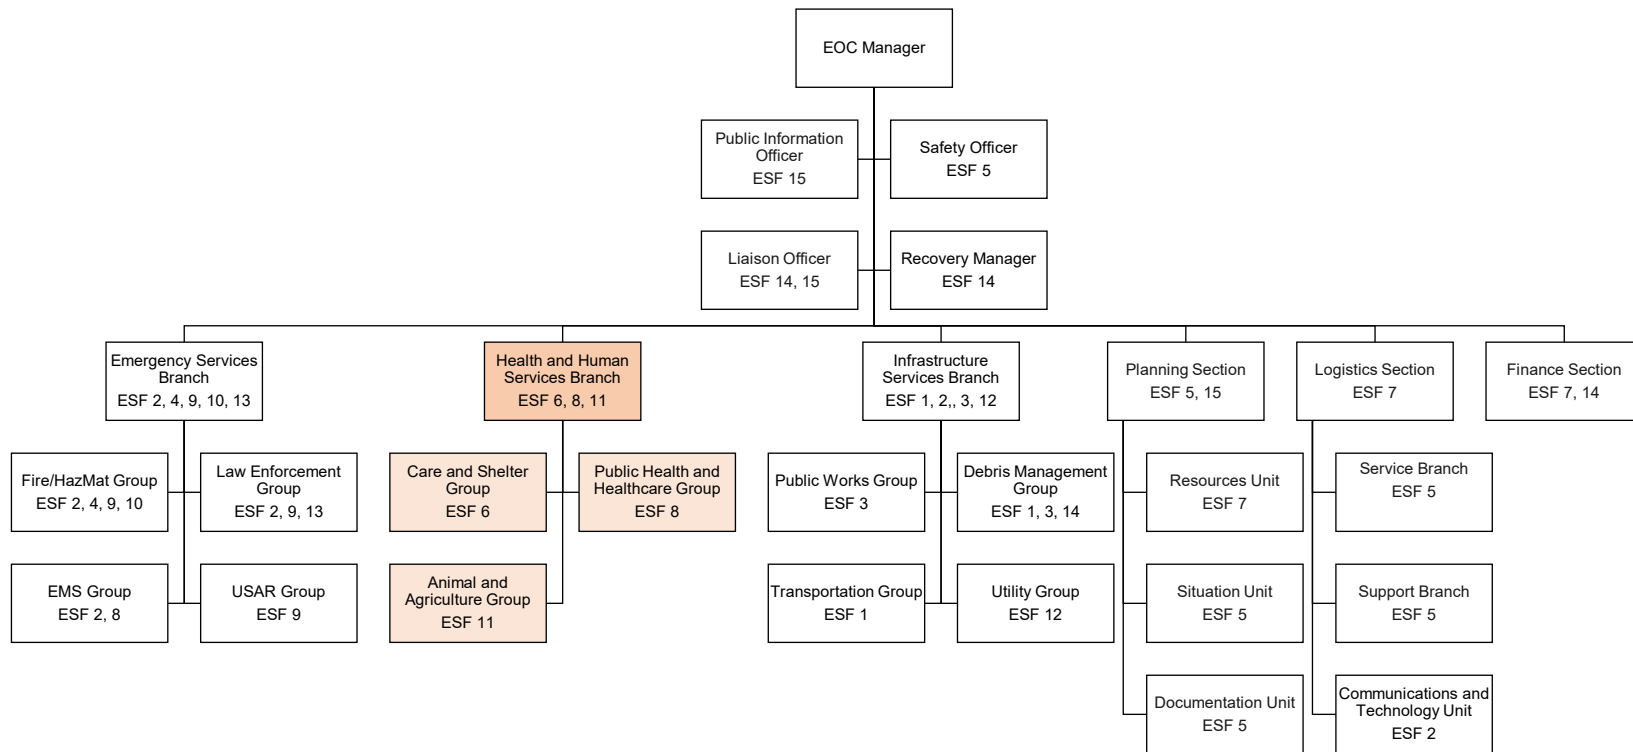 EOC Manager
Public Information
Officer
ESF 15
Safety Officer
ESF 5
Liaison Officer
ESF 14, 15
Recovery Manager
ESF 14
Emergency Services
Branch
ESF 2, 4, 9, 10, 13
Health and Human
Services Branch
ESF 6, 8, 11
Infrastructure
Services Branch
ESF 1, 2,, 3, 12
Planning Section
ESF 5, 15
Logistics Section
ESF 7
Finance Section
ESF 7, 14
Fire/HazMat Group
ESF 2, 4, 9, 10
Law Enforcement
Group
ESF 2, 9, 13
Care and Shelter
Group
ESF 6
Public Health and
Healthcare Group
ESF 8
Public Works Group
ESF 3
Debris Management
Group
ESF 1, 3, 14
Resources Unit
ESF 7
Service Branch
ESF 5
EMS Group
ESF 2, 8
USAR Group
ESF 9
Animal and
Agriculture Group
ESF 11
Transportation Group
ESF 1
Utility Group
ESF 12
Situation Unit
ESF 5
Support Branch
ESF 5
Documentation Unit
ESF 5
Communications and
Technology Unit
ESF 2